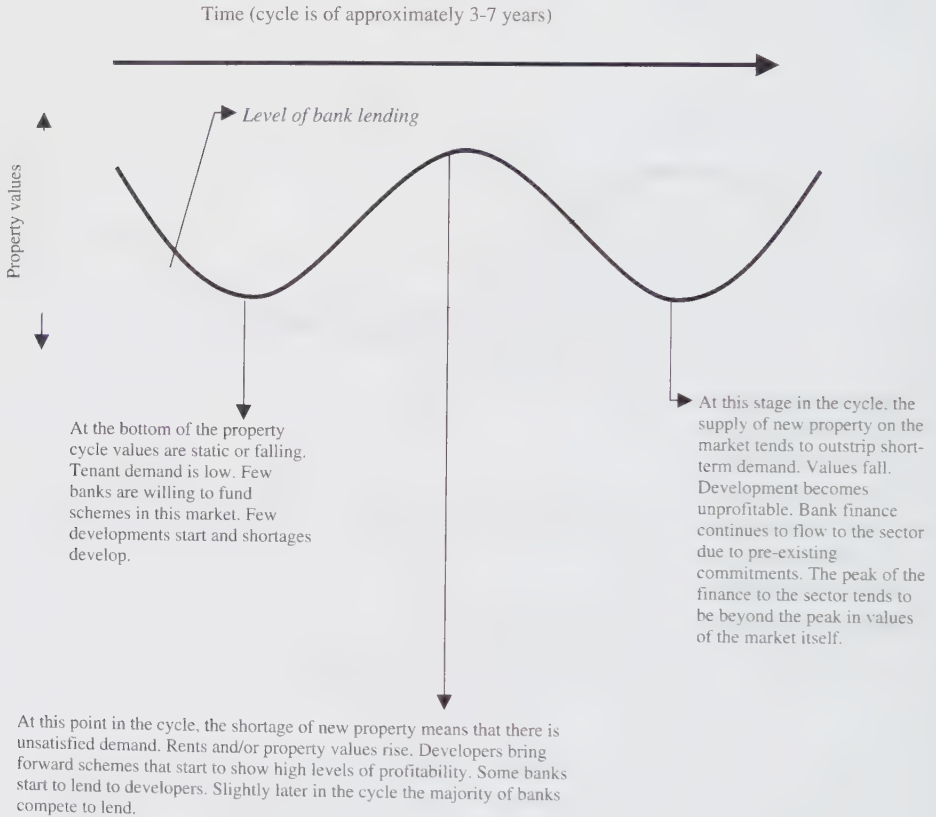 Time (cycle is of approximately 3-7 years)
Level of bank lending
Property values
At the bottom of the property
cycle values are static or falling.
Tenant demand is low. Few
banks are willing to fund
schemes in this market. Few
developments start and shortages
develop.
At this stage in the cycle, the
supply of new property on the
market tends to outstrip short-
term demand. Values fall.
Development becomes
unprofitable. Bank finance
continues to flow to the sector
due to pre-existing
commitments. The peak of the
finance to the sector tends to
be beyond the peak in values
of the market itself.
At this point in the cycle, the shortage of new property means that there is
unsatisfied demand. Rents and/or property values rise. Developers bring
forward schemes that start to show high levels of profitability. Some banks
start to lend to developers. Slightly later in the cycle the majority of banks
compete to lend.